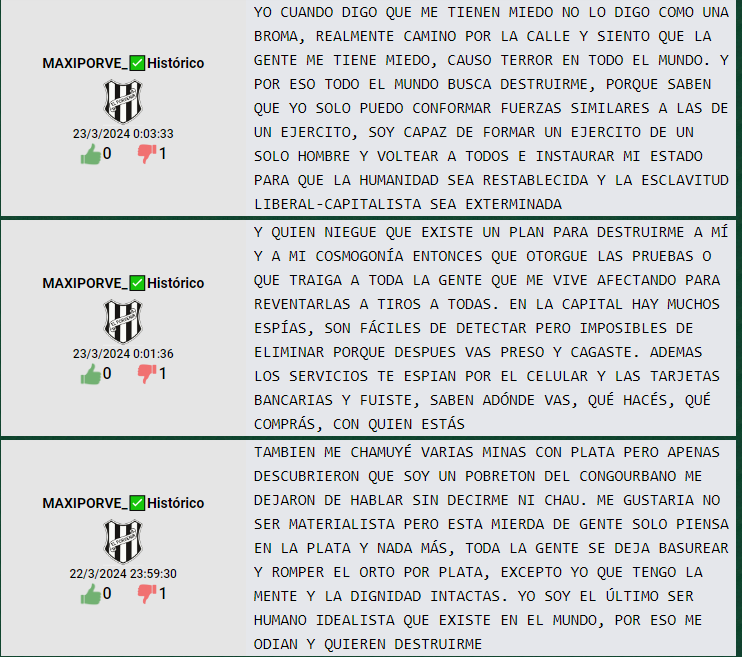 YO CUANDO DIGO QUE ME TIENEN MIEDO NO LO DIGO COMO UNA
BROMA, REALMENTE CAMINO POR LA CALLE Y SIENTO QUE LA
GENTE ME TIENE MIEDO, CAUSO TERROR EN TODO EL MUNDO. Y
POR ESO TODO EL MUNDO BUSCA DESTRUIRME, PORQUE SABEN
QUE YO SOLO PUEDO CONFORMAR FUERZAS SIMILARES A LAS DE
UN EJERCITO, SOY CAPAZ DE FORMAR UN EJERCITO DE UN
SOLO HOMBRE Y VOLTEAR A TODOS E INSTAURAR MI ESTADO
PARA QUE LA HUMANIDAD SEA RESTABLECIDA Y LA ESCLAVITUD
LIBERAL-CAPITALISTA SEA EXTERMINADA
MAXIPORVE_✅Histórico
23/3/2024 0:03:33
0 1
Y QUIEN NIEGUE QUE EXISTE UN PLAN PARA DESTRUIRME A MÍ
Y A MI COSMOGONÍA ENTONCES QUE OTORGUE LAS PRUEBAS O
QUE TRAIGA A TODA LA GENTE QUE ME VIVE AFECTANDO PARA
REVENTARLAS A TIROS A TODAS. EN LA CAPITAL HAY MUCHOS
ESPÍAS, SON FÁCILES DE DETECTAR PERO IMPOSIBLES DE
ELIMINAR PORQUE DESPUES VAS PRESO Y CAGASTE. ADEMAS
LOS SERVICIOS TE ESPIAN POR EL CELULAR Y LAS TARJETAS
BANCARIAS Y FUISTE, SABEN ADÓNDE VAS, QUÉ HACÉS, QUÉ
COMPRÁS, CON QUIEN ESTÁS
MAXIPORVE_✅Histórico
23/3/2024 0:01:36
0 1
TAMBIEN ME CHAMUYÉ VARIAS MINAS CON PLATA PERO APENAS
DESCUBRIERON QUE SOY UN POBRETON DEL CONGOURBANO ME
DEJARON DE HABLAR SIN DECIRME NI CHAU. ME GUSTARIA NO
SER MATERIALISTA PERO ESTA MIERDA DE GENTE SOLO PIENSA
EN LA PLATA Y NADA MÁS, TODA LA GENTE SE DEJA BASUREAR
Y ROMPER EL ORTO POR PLATA, EXCEPTO YO QUE TENGO LA
MENTE Y LA DIGNIDAD INTACTAS. YO SOY EL ÚLTIMO SER
HUMANO IDEALISTA QUE EXISTE EN EL MUNDO, POR ESO ME
ODIAN Y QUIEREN DESTRUIRME
MAXIPORVE_✅Histórico
22/3/2024 23:59:30
0 1